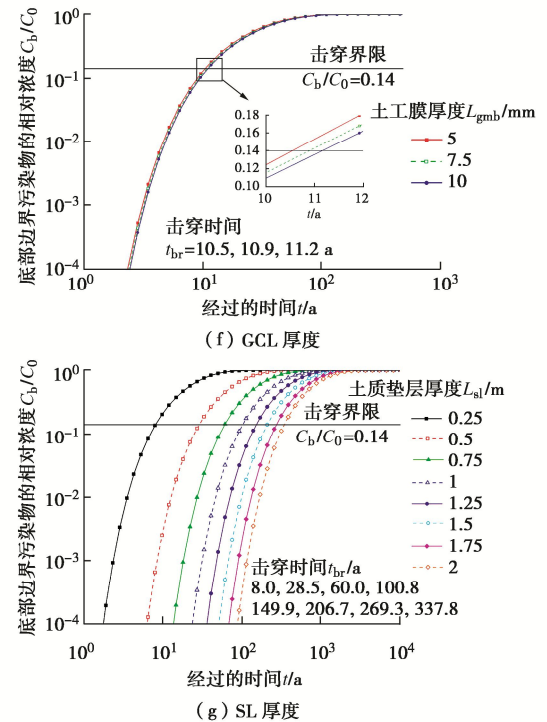 底部边界污染物的相对浓度Cb/C0
10⁰
10⁻¹
10⁻²
10⁻³
10⁻⁴
击穿界限
Cb/C0=0.14
土工膜厚度Lgmb/mm
5
7.5
10
0.18
0.16
0.14
0.12
0.10
10 11 12
t/a
击穿时间
tbr=10.5, 10.9, 11.2 a
10⁰ 10¹ 10² 10³
经过的时间t/a
(f) GCL 厚度
底部边界污染物的相对浓度Cb/C0
10⁰
10⁻¹
10⁻²
10⁻³
10⁻⁴
土质垫层厚度Lsl/m
击穿界限
Cb/C0=0.14
0.25
0.5
0.75
1
1.25
1.5
1.75
2
击穿时间tbr/a
8.0, 28.5, 60.0, 100.8
149.9, 206.7, 269.3, 337.8
10⁰ 10¹ 10² 10³ 10⁴
经过的时间t/a
(g) SL 厚度